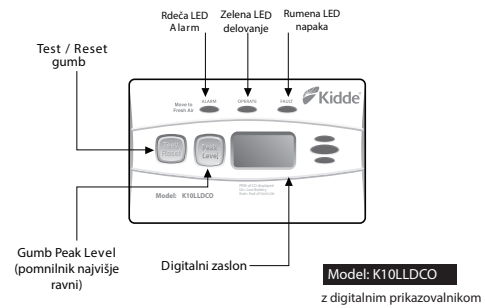 Rdeča LED
Alarm
Zelena LED
delovanje
Rumena LED
napaka
Test / Reset
gumb
Move to
Fresh Air
ALARM
OPERATE
FAULT
Kidde
Test
Reset
Peak
Level
Model: K10LLDCO
Gumb Peak Level
(pomnilnik najvišje
ravni)
Digitalni zaslon
Model: K10LLDCO
z digitalnim prikazovalnikom